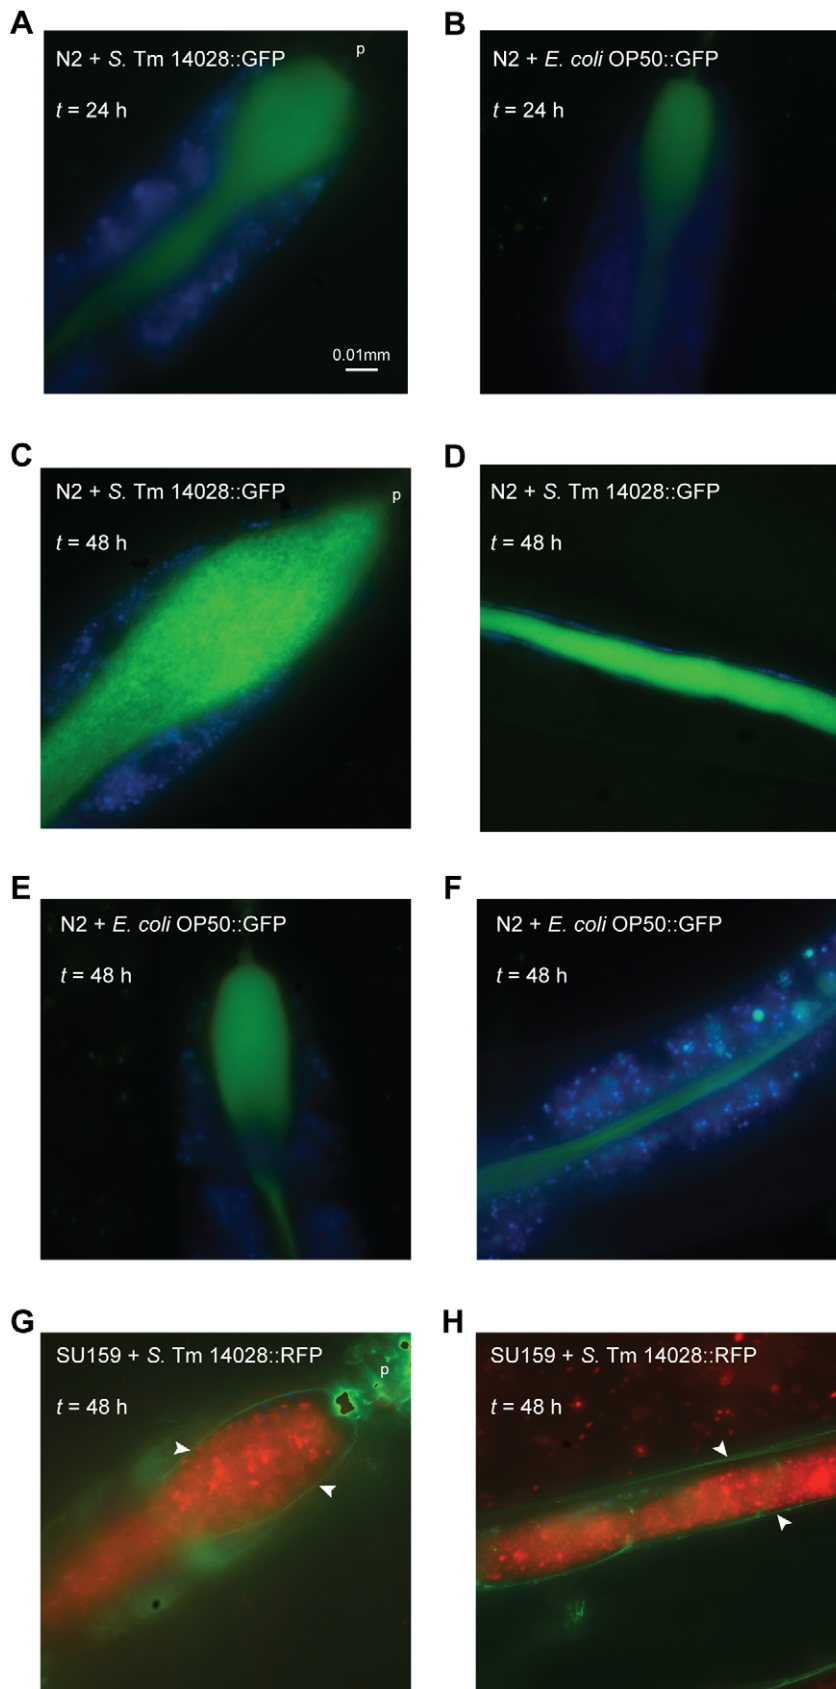 A
N2 + S. Tm 14028::GFP
p
t = 24 h
0.01mm
B
N2 + E. coli OP50::GFP
t = 24 h
C
N2 + S. Tm 14028::GFP
p
t = 48 h
D
N2 + S. Tm 14028::GFP
t = 48 h
E
N2 + E. coli OP50::GFP
t = 48 h
F
N2 + E. coli OP50::GFP
t = 48 h
G
SU159 + S. Tm 14028::RFP
p
t = 48 h
H
SU159 + S. Tm 14028::RFP
t = 48 h